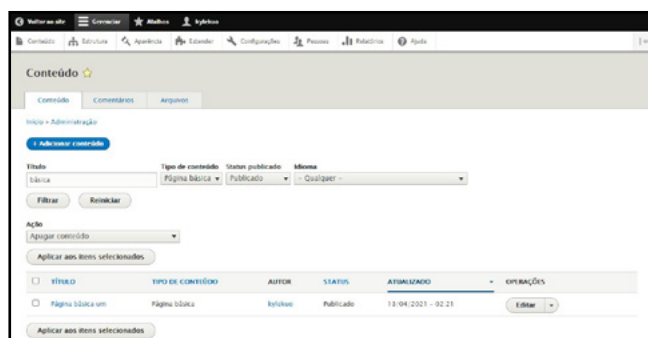 Voltar ao site Gerenciar Atalhos kylekuo
Conteúdo Estrutura Aparência Estender Configurações Pessoas Relatórios Ajuda
Conteúdo
Conteúdo Comentários Arquivos
Início » Administração
+ Adicionar conteúdo
Título Tipo de conteúdo Status publicado Idioma
básica Página básica Publicado - Qualquer -
Filtrar Reiniciar
Ação
Apagar conteúdo
Aplicar aos itens selecionados
TÍTULO TIPO DE CONTEÚDO AUTOR STATUS ATUALIZADO OPERAÇÕES
Página básica um Página básica kylekuo Publicado 13/04/2021 - 02:21 Editar
Aplicar aos itens selecionados